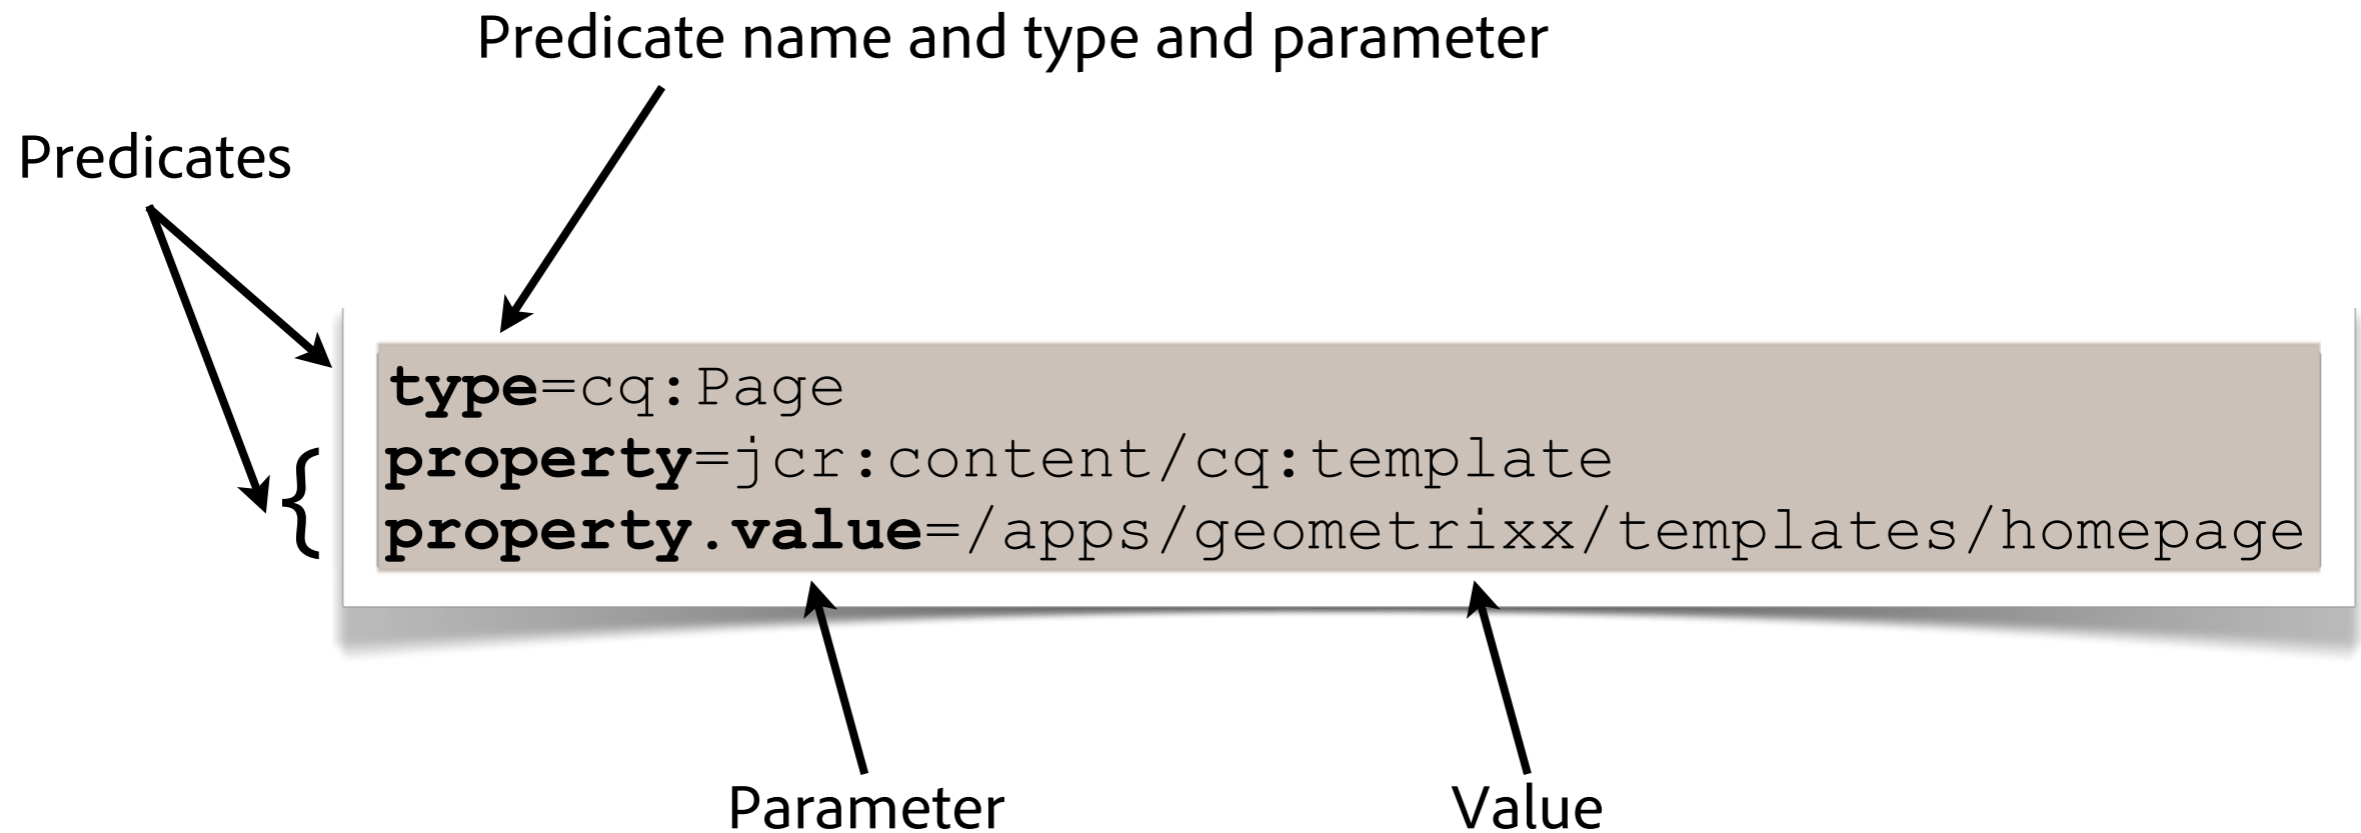 Predicate name and type and parameter
Predicates
type=cq:Page
{
property=jcr:content/cq:template
property.value=/apps/geometrixx/templates/homepage
Parameter
Value